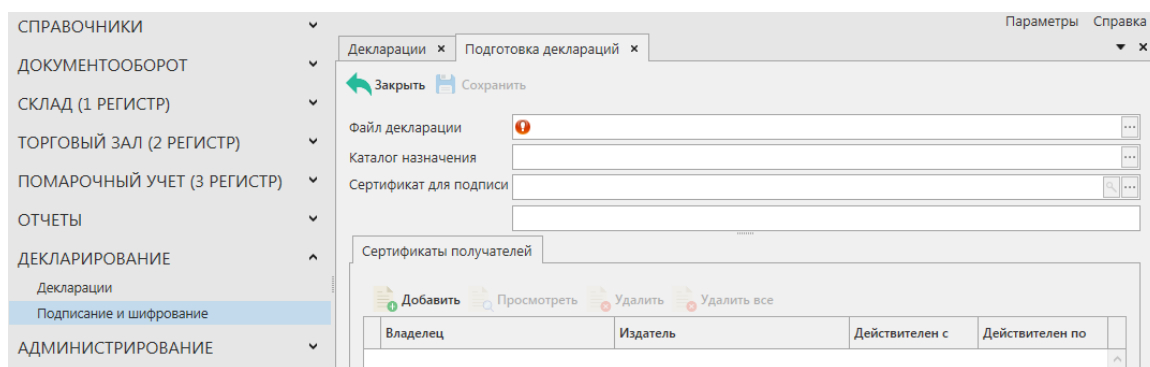 Параметры Справка
СПРАВОЧНИКИ
ДОКУМЕНТООБОРОТ
СКЛАД (1 РЕГИСТР)
ТОРГОВЫЙ ЗАЛ (2 РЕГИСТР)
ПОМАРОЧНЫЙ УЧЕТ (3 РЕГИСТР)
ОТЧЕТЫ
ДЕКЛАРИРОВАНИЕ
Декларации
Подписание и шифрование
АДМИНИСТРИРОВАНИЕ
Декларации Подготовка деклараций
Закрыть Сохранить
Файл декларации
Каталог назначения
Сертификат для подписи
Сертификаты получателей
Добавить Просмотреть Удалить Удалить все
Владелец Издатель Действителен с Действителен по